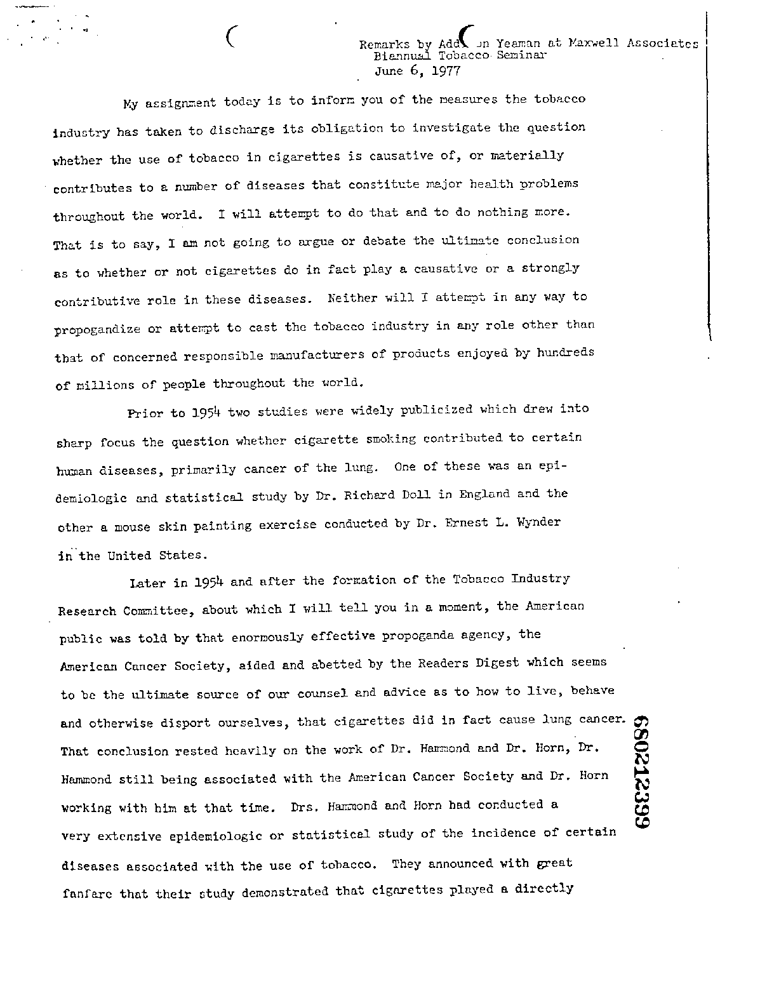 Remarks by Add on Yeaman at Maxwell Associates
Biannual Tobacco Seminar
June 6, 1977
My assignment today is to inform you of the measures the tobacco
industry has taken to discharge its obligation to investigate the question
whether the use of tobacco in cigarettes is causative of, or materially
contributes to a number of diseases that constitute major health problems
throughout the world. I will attempt to do that and to do nothing more.
That is to say, I am not going to argue or debate the ultimate conclusion
as to whether or not cigarettes do in fact play a causative or a strongly
contributive role in these diseases. Neither will I attempt in any way to
propogandize or attempt to cast the tobacco industry in any role other than
that of concerned responsible manufacturers of products enjoyed by hundreds
of millions of people throughout the world.
Prior to 1954 two studies were widely publicized which drew into
sharp focus the question whether cigarette smoking contributed to certain
human diseases, primarily cancer of the lung. One of these was an epi-
demiologic and statistical study by Dr. Richard Doll in England and the
other a mouse skin painting exercise conducted by Dr. Ernest L. Wynder
in the United States.
Later in 1954 and after the formation of the Tobacco Industry
Research Committee, about which I will tell you in a moment, the American
public was told by that enormously effective propoganda agency, the
American Cancer Society, aided and abetted by the Readers Digest which seems
to be the ultimate source of our counsel and advice as to how to live, behave
and otherwise disport ourselves, that cigarettes did in fact cause lung cancer.
That conclusion rested heavily on the work of Dr. Hammond and Dr. Horn, Dr.
Hammond still being associated with the American Cancer Society and Dr. Horn
working with him at that time. Drs. Hammond and Horn had conducted a
very extensive epidemiologic or statistical study of the incidence of certain
diseases associated with the use of tobacco. They announced with great
fanfare that their study demonstrated that cigarettes played a directly
680212399